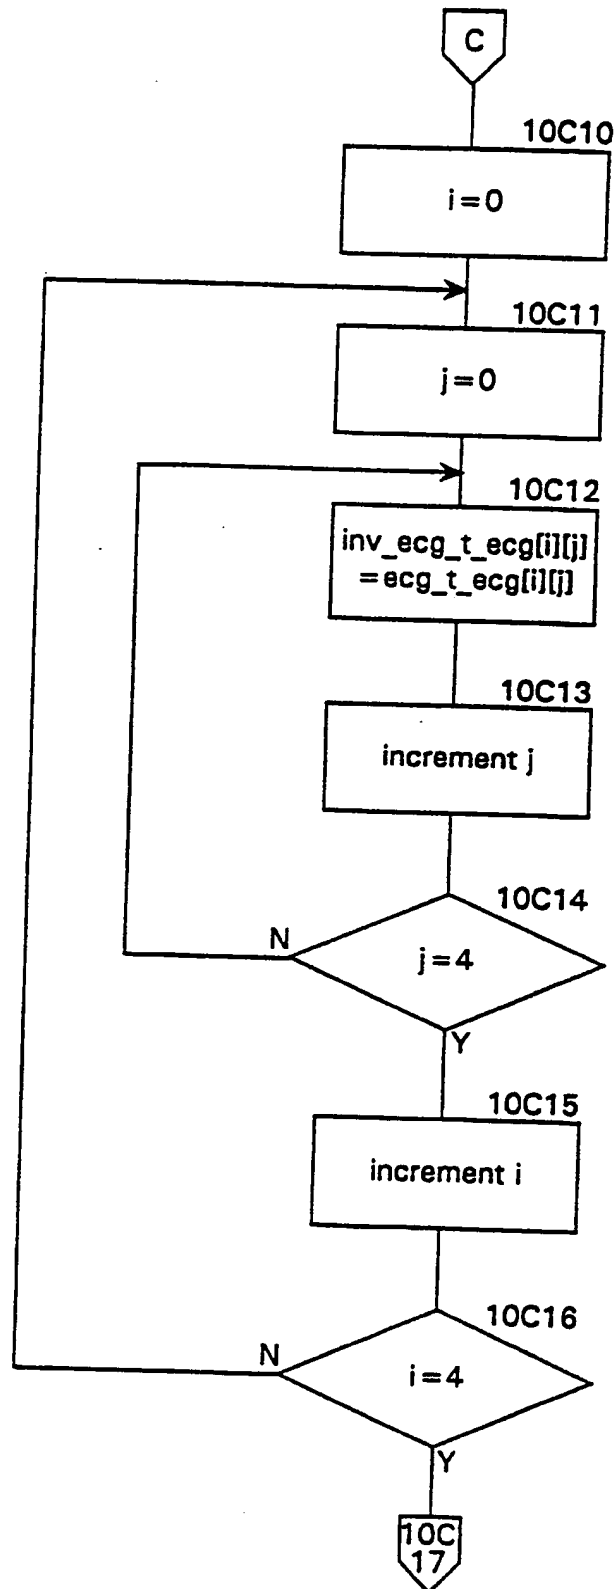 C
10C10
i=0
10C11
j=0
10C12
inv_ecg_t_ecg[i][j]
=ecg_t_ecg[i][j]
10C13
increment j
10C14
N
j=4
Y
10C15
increment i
10C16
N
i=4
Y
10C
17